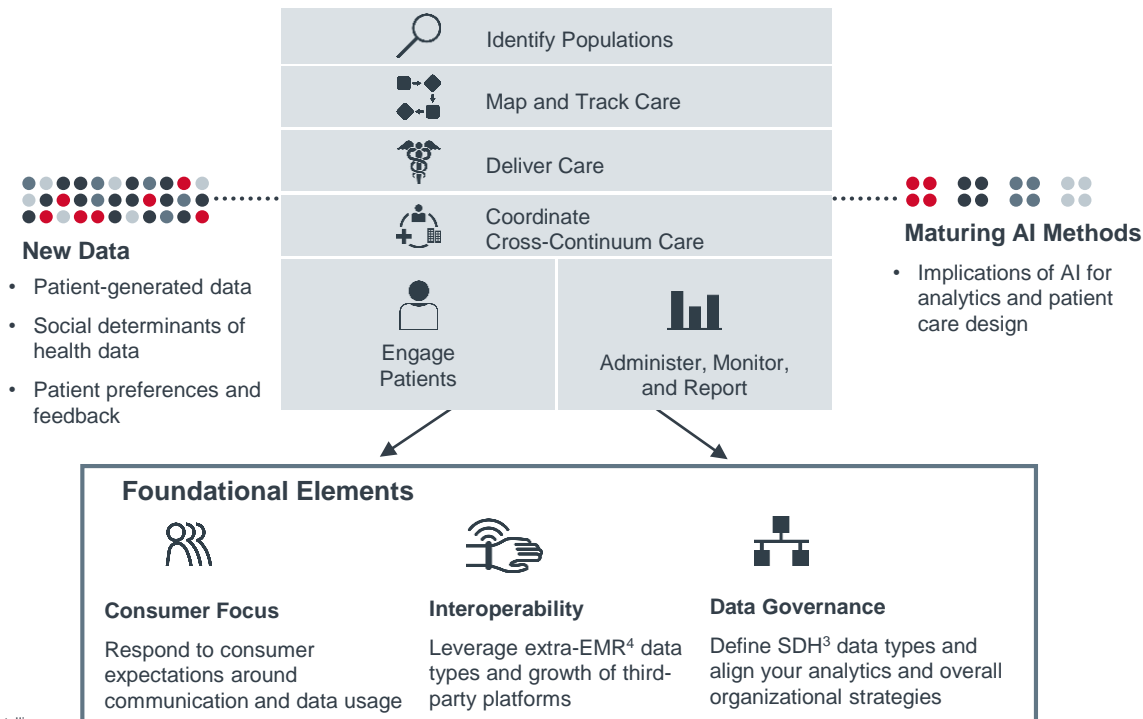 Identify Populations
Map and Track Care
Deliver Care
Coordinate
Cross-Continuum Care
Engage
Patients
Administer, Monitor,
and Report
New Data
• Patient-generated data
• Social determinants of
health data
• Patient preferences and
feedback
Maturing AI Methods
• Implications of AI for
analytics and patient
care design
Foundational Elements
Consumer Focus
Respond to consumer
expectations around
communication and data usage
Interoperability
Leverage extra-EMR⁴ data
types and growth of third-
party platforms
Data Governance
Define SDH³ data types and
align your analytics and overall
organizational strategies